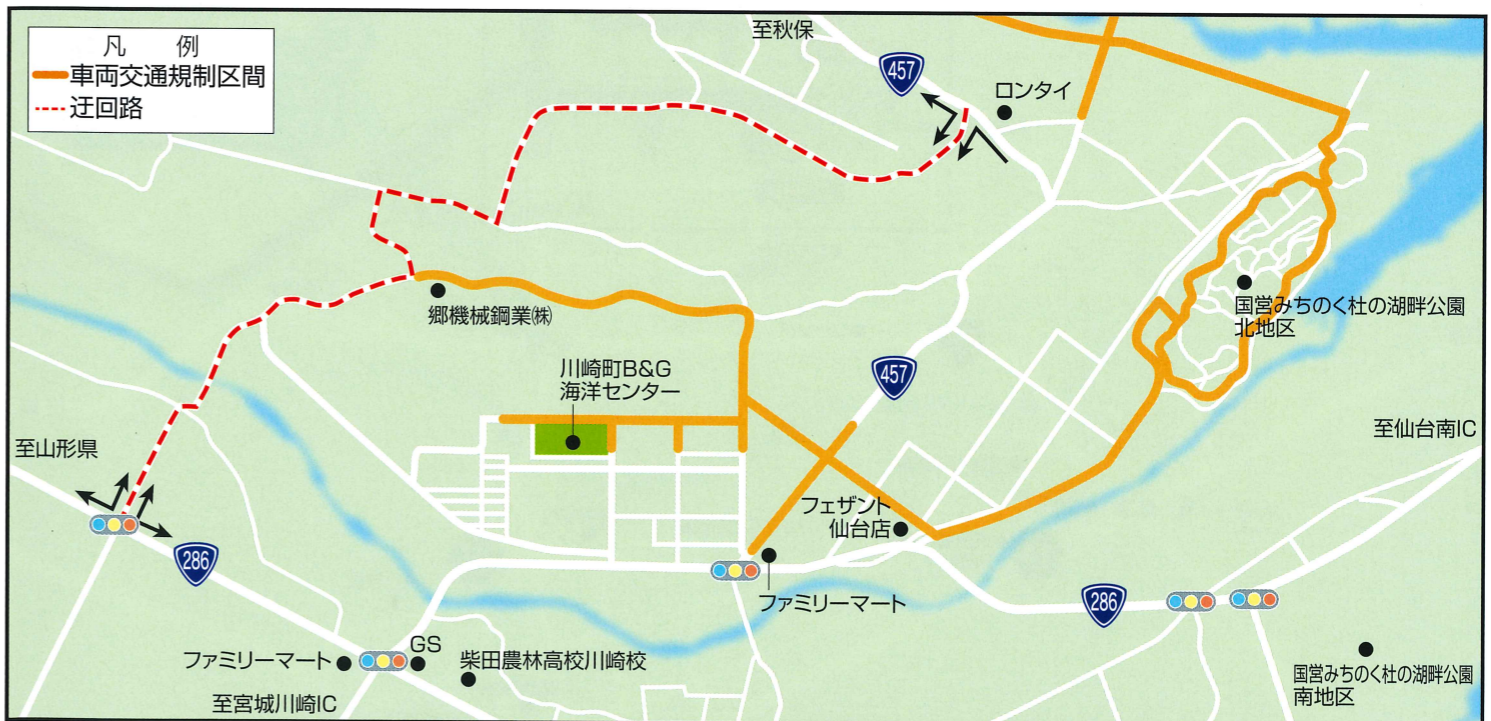 凡 例
車両交通規制区間
迂回路
至秋保
457
ロンタイ
郷機械鋼業㈱
国営みちのく杜の湖畔公園
北地区
川崎町B&G
海洋センター
457
至山形県
至仙台南IC
フェザント
仙台店
286
ファミリーマート
286
ファミリーマート
GS
柴田農林高校川崎校
至宮城川崎IC
国営みちのく杜の湖畔公園
南地区